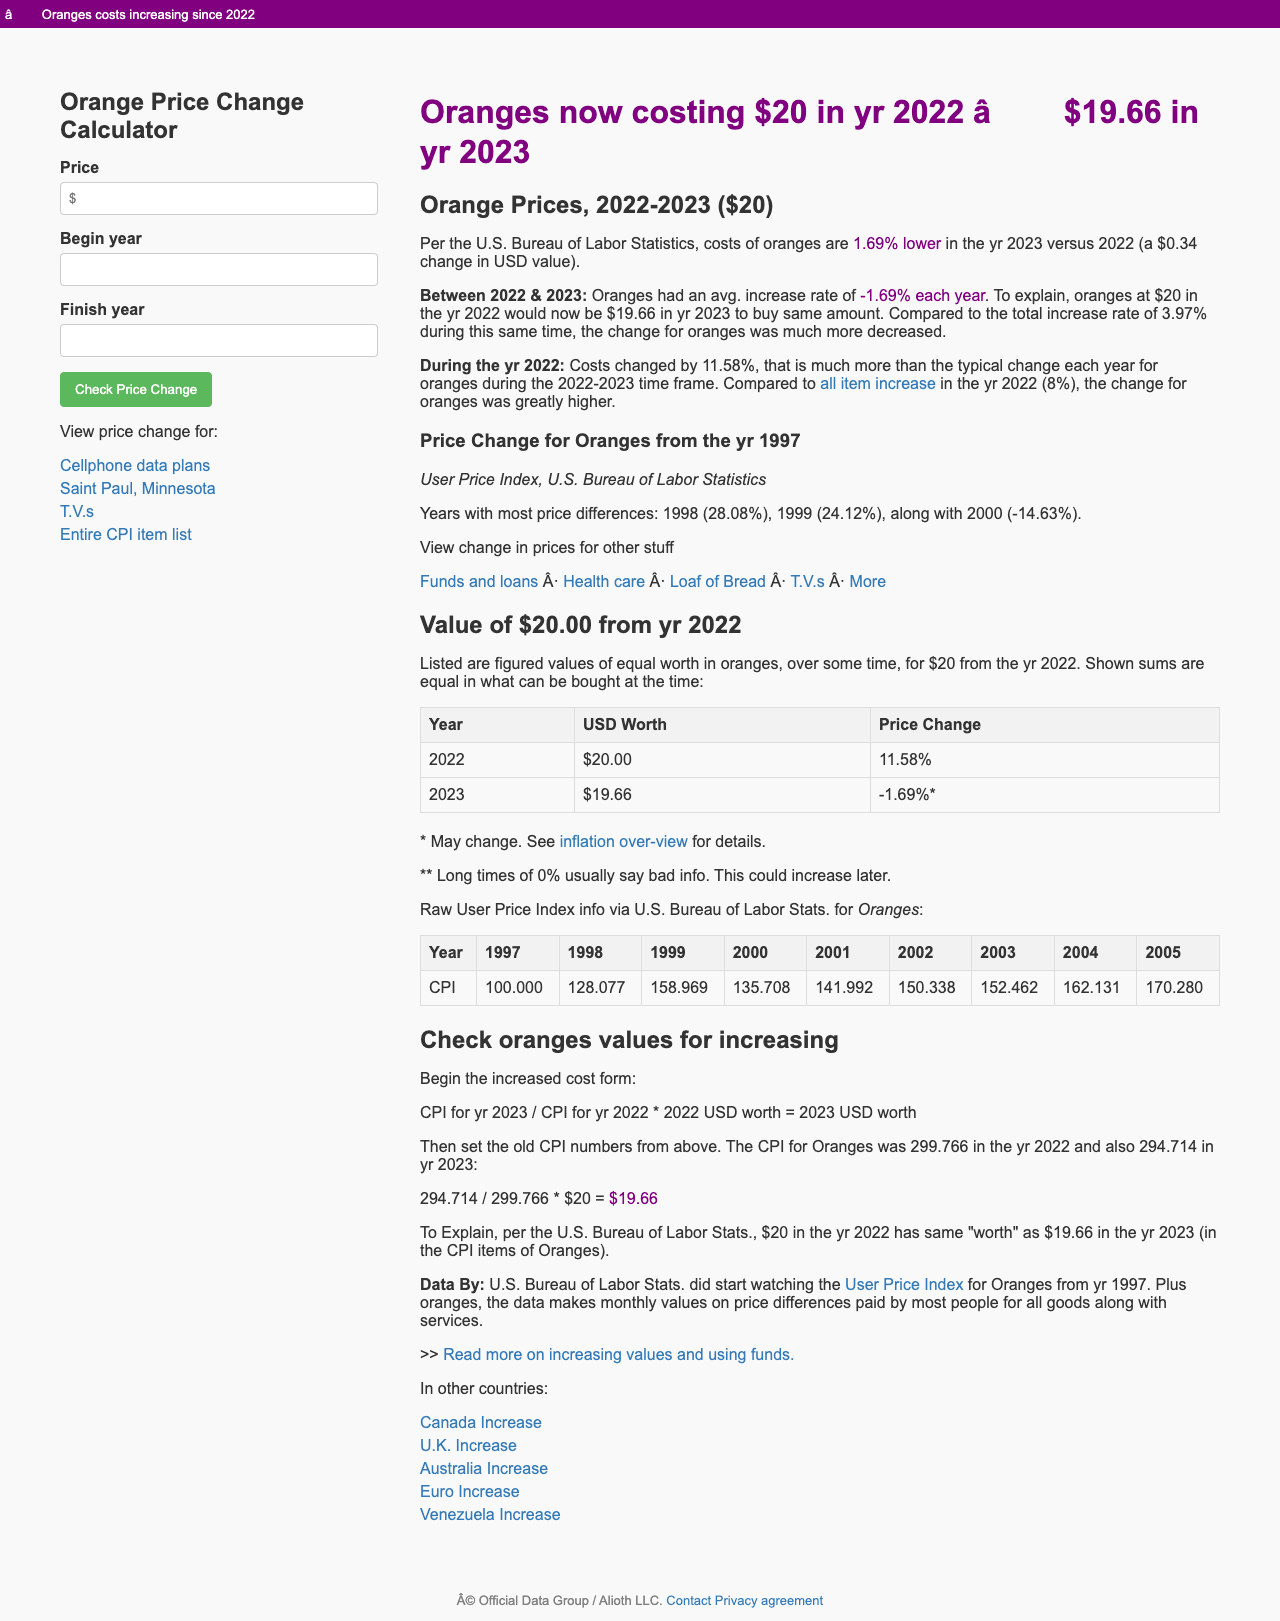 â Oranges costs increasing since 2022
Orange Price Change
Calculator
Price
$
Begin year
Finish year
Check Price Change
View price change for:
Cellphone data plans
Saint Paul, Minnesota
T.V.s
Entire CPI item list
Oranges now costing $20 in yr 2022 â $19.66 in
yr 2023
Orange Prices, 2022-2023 ($20)
Per the U.S. Bureau of Labor Statistics, costs of oranges are 1.69% lower in the yr 2023 versus 2022 (a $0.34
change in USD value).
Between 2022 & 2023: Oranges had an avg. increase rate of -1.69% each year. To explain, oranges at $20 in
the yr 2022 would now be $19.66 in yr 2023 to buy same amount. Compared to the total increase rate of 3.97%
during this same time, the change for oranges was much more decreased.
During the yr 2022: Costs changed by 11.58%, that is much more than the typical change each year for
oranges during the 2022-2023 time frame. Compared to all item increase in the yr 2022 (8%), the change for
oranges was greatly higher.
Price Change for Oranges from the yr 1997
User Price Index, U.S. Bureau of Labor Statistics
Years with most price differences: 1998 (28.08%), 1999 (24.12%), along with 2000 (-14.63%).
View change in prices for other stuff
Funds and loans Â· Health care Â· Loaf of Bread Â· T.V.s Â· More
Value of $20.00 from yr 2022
Listed are figured values of equal worth in oranges, over some time, for $20 from the yr 2022. Shown sums are
equal in what can be bought at the time:
Year USD Worth Price Change
2022 $20.00 11.58%
2023 $19.66 -1.69%*
* May change. See inflation over-view for details.
** Long times of 0% usually say bad info. This could increase later.
Raw User Price Index info via U.S. Bureau of Labor Stats. for Oranges:
Year 1997 1998 1999 2000 2001 2002 2003 2004 2005
CPI 100.000 128.077 158.969 135.708 141.992 150.338 152.462 162.131 170.280
Check oranges values for increasing
Begin the increased cost form:
CPI for yr 2023 / CPI for yr 2022 * 2022 USD worth = 2023 USD worth
Then set the old CPI numbers from above. The CPI for Oranges was 299.766 in the yr 2022 and also 294.714 in
yr 2023:
294.714 / 299.766 * $20 = $19.66
To Explain, per the U.S. Bureau of Labor Stats., $20 in the yr 2022 has same "worth" as $19.66 in the yr 2023 (in
the CPI items of Oranges).
Data By: U.S. Bureau of Labor Stats. did start watching the User Price Index for Oranges from yr 1997. Plus
oranges, the data makes monthly values on price differences paid by most people for all goods along with
services.
>> Read more on increasing values and using funds.
In other countries:
Canada Increase
U.K. Increase
Australia Increase
Euro Increase
Venezuela Increase
Â© Official Data Group / Alioth LLC. Contact Privacy agreement